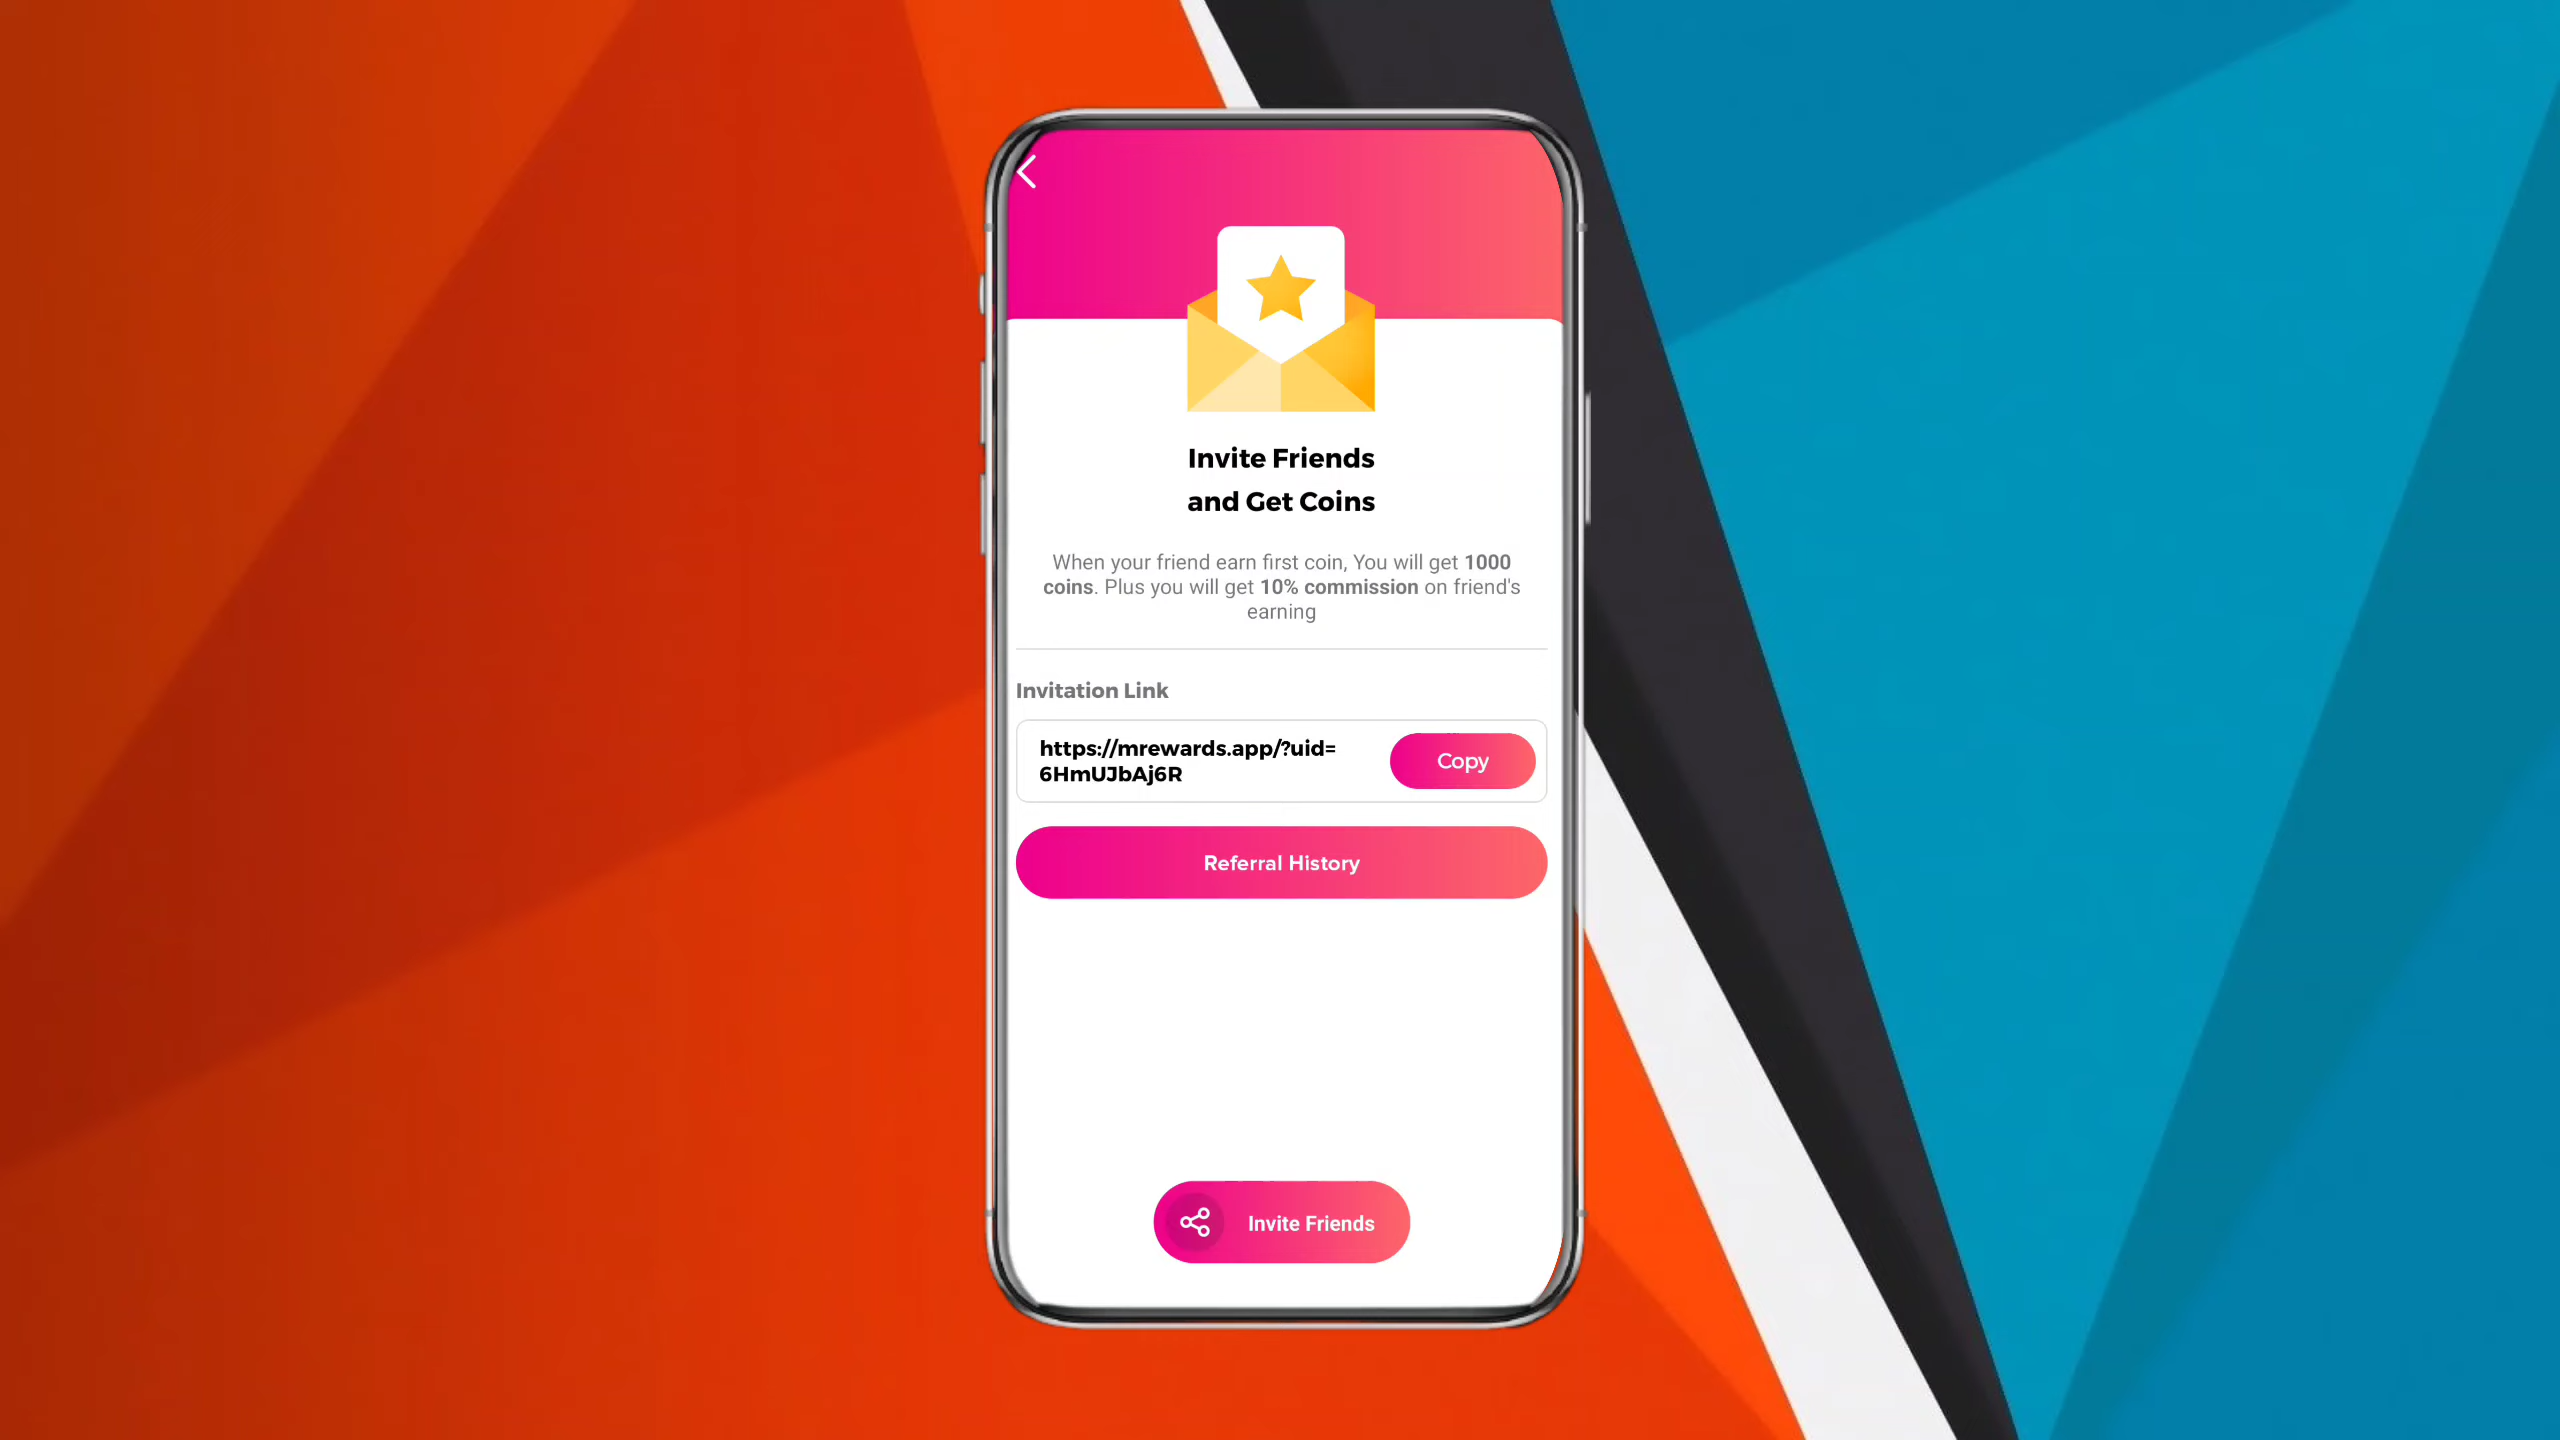 Invite Friends
and Get Coins
When your friend earn first coin, You will get 1000
coins. Plus you will get 10% commission on friend's
earning
Invitation Link
https://mrewards.app/?uid=
6HmUJbAj6R
Copy
Referral History
Invite Friends